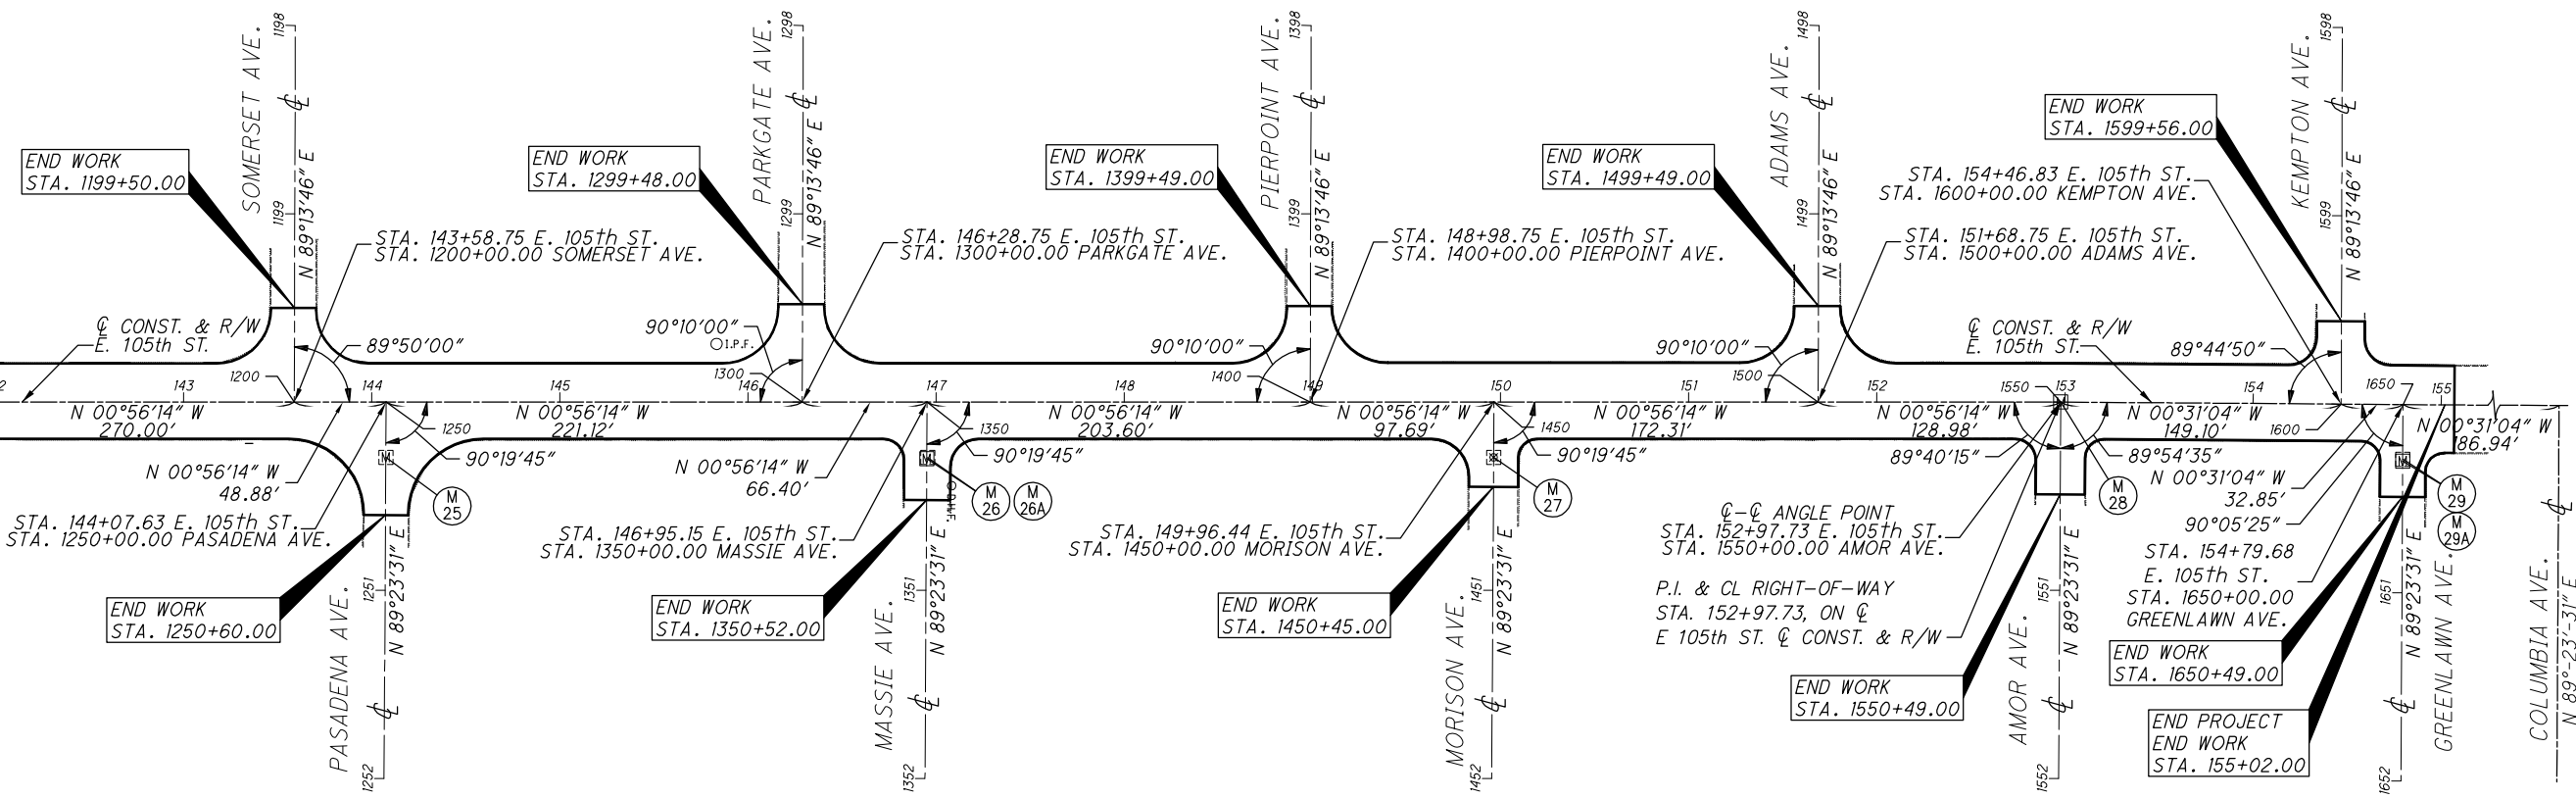 SOMERSET AVE.
1198
1199
N 89°13'46" E
PARKGATE AVE.
1298
1299
N 89°13'46" E
PIERPOINT AVE.
1398
1399
N 89°13'46" E
ADAMS AVE.
1498
1499
N 89°13'46" E
KEMPTON AVE.
1598
1599
N 89°13'46" E
END WORK
STA. 1199+50.00
END WORK
STA. 1299+48.00
END WORK
STA. 1399+49.00
END WORK
STA. 1499+49.00
END WORK
STA. 1599+56.00
STA. 143+58.75 E. 105th ST.
STA. 1200+00.00 SOMERSET AVE.
STA. 146+28.75 E. 105th ST.
STA. 1300+00.00 PARKGATE AVE.
STA. 148+98.75 E. 105th ST.
STA. 1400+00.00 PIERPOINT AVE.
STA. 151+68.75 E. 105th ST.
STA. 1500+00.00 ADAMS AVE.
STA. 154+46.83 E. 105th ST.
STA. 1600+00.00 KEMPTON AVE.
℄ CONST. & R/W
E. 105th ST.
89°50'00"
90°10'00"
I.P.F.
90°10'00"
90°10'00"
℄ CONST. & R/W
E. 105th ST.
89°44'50"
2
143
1200
144
145
146
1300
147
148
1400
149
150
151
1500
152
1550
153
154
1650
155
N 00°56'14" W
270.00'
1250
N 00°56'14" W
221.12'
1350
N 00°56'14" W
203.60'
N 00°56'14" W
97.69'
1450
N 00°56'14" W
172.31'
N 00°56'14" W
128.98'
N 00°31'04" W
149.10'
1600
N 00°31'04" W
86.94'
N 00°56'14" W
48.88'
90°19'45"
N 00°56'14" W
66.40'
90°19'45"
90°19'45"
89°40'15"
89°54'35"
N 00°31'04" W
32.85'
90°05'25"
M
M
25
M
M
26
M
26A
M
27
M
28
M
M
29
M
29A
STA. 144+07.63 E. 105th ST.
STA. 1250+00.00 PASADENA AVE.
STA. 146+95.15 E. 105th ST.
STA. 1350+00.00 MASSIE AVE.
STA. 149+96.44 E. 105th ST.
STA. 1450+00.00 MORISON AVE.
℄-℄ ANGLE POINT
STA. 152+97.73 E. 105th ST.
STA. 1550+00.00 AMOR AVE.
P.I. & CL RIGHT-OF-WAY
STA. 152+97.73, ON ℄
E 105th ST. ℄ CONST. & R/W
STA. 154+79.68
E. 105th ST.
STA. 1650+00.00
GREENLAWN AVE.
END WORK
STA. 1250+60.00
END WORK
STA. 1350+52.00
END WORK
STA. 1450+45.00
END WORK
STA. 1550+49.00
END WORK
STA. 1650+49.00
END PROJECT
END WORK
STA. 155+02.00
PASADENA AVE.
1251
1252
N 89°23'31" E
MASSIE AVE.
1351
1352
N 89°23'31" E
MORISON AVE.
1451
1452
N 89°23'31" E
AMOR AVE.
1551
1552
N 89°23'31" E
1651
1652
N 89°23'31" E
GREENLAWN AVE.
COLUMBIA AVE.
N 89°-23'-31" E